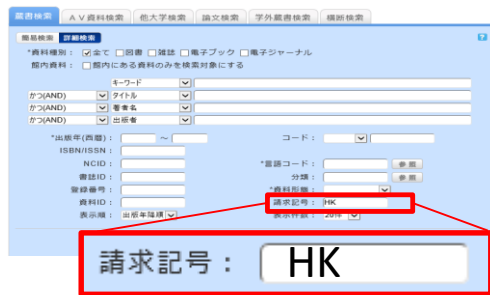 蔵書検索 AV資料検索 他大学検索 論文検索 学外蔵書検索 横断検索
簡易検索 詳細検索 ?
*資料種別： 全て 図書 雑誌 電子ブック 電子ジャーナル
館内資料： 館内にある資料のみを検索対象にする
キーワード
かつ(AND) タイトル
かつ(AND) 著者名
かつ(AND) 出版者
*出版年(西暦)： ～ コード：
ISBN/ISSN：
NCID： *言語コード： 参照
書誌ID： 分類： 参照
登録番号： *資料形態：
資料ID： 請求記号： HK
表示順： 出版年降順 表示件数： 20件
請求記号： HK